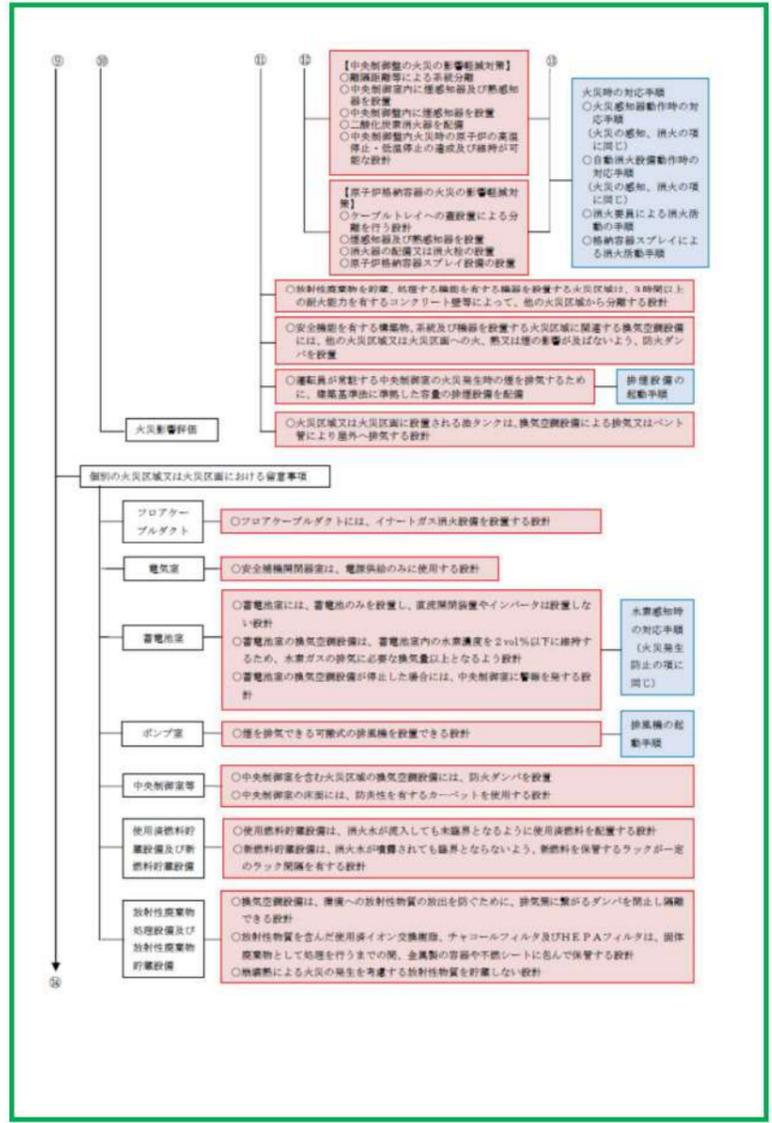 ⑨
⑩
⑪
⑫
⑬
【中央制御盤の火災の影響軽減対策】
○離隔距離等による系統分離
○中央制御室内に煙感知器及び熱感知
器を設置
○中央制御盤内に煙感知器を設置
○二酸化炭素消火器を配備
○中央制御盤内火災時の原子炉の高温
停止・低温停止の達成及び維持が可
能な設計
火災時の対応手順
○火災感知器動作時の対
応手順
(火災の感知、消火の項
に同じ)
○自動消火設備動作時の
対応手順
(火災の感知、消火の項
に同じ)
○消火要員による消火活
動の手順
○格納容器スプレイによ
る消火活動手順
【原子炉格納容器の火災の影響軽減対
策】
○ケーブルトレイへの蓋設置による分
離を行う設計
○煙感知器及び熱感知器を設置
○消火器の配備又は消火栓の設置
○原子炉格納容器スプレイ設備の設置
○放射性廃棄物を貯蔵、処理する機能を有する機器を設置する火災区域は、3時間以上
の耐火能力を有するコンクリート壁等によって、他の火災区域から分離する設計
○安全機能を有する構築物、系統及び機器を設置する火災区域に関連する換気空調設備
には、他の火災区域又は火災区画への火、熱又は煙の影響が及ばないよう、防火ダン
パを設置
○運転員が常駐する中央制御室の火災発生時の煙を排気するため
に、建築基準法に準拠した容量の排煙設備を配備
排煙設備の
起動手順
火災影響評価
○火災区域又は火災区画に設置される油タンクは、換気空調設備による排気又はベント
管により屋外へ排気する設計
個別の火災区域又は火災区画における留意事項
フロアケー
ブルダクト
○フロアケーブルダクトには、イナートガス消火設備を設置する設計
電気室
○安全補機開閉器室は、電源供給のみに使用する設計
蓄電池室
○蓄電池室には、蓄電池のみを設置し、直流開閉装置やインバータは設置しな
い設計
○蓄電池室の換気空調設備は、蓄電池室内の水素濃度を2vol%以下に維持す
るため、水素ガスの排気に必要な換気量以上となるよう設計
○蓄電池室の換気空調設備が停止した場合には、中央制御室に警報を発する設
計
水素感知時
の対応手順
(火災発生
防止の項に
同じ)
ポンプ室
○煙を排気できる可搬式の排風機を設置できる設計
排風機の起
動手順
中央制御室等
○中央制御室を含む火災区域の換気空調設備には、防火ダンパを設置
○中央制御室の床面には、防炎性を有するカーペットを使用する設計
使用済燃料貯
蔵設備及び新
燃料貯蔵設備
○使用燃料貯蔵設備は、消火水が流入しても未臨界となるように使用済燃料を配置する設計
○新燃料貯蔵設備は、消火水が噴霧されても臨界とならないよう、新燃料を保管するラックが一定
のラック間隔を有する設計
放射性廃棄物
処理設備及び
放射性廃棄物
貯蔵設備
○換気空調設備は、環境への放射性物質の放出を防ぐために、排気筒に繋がるダンパを閉止し隔離
できる設計
○放射性物質を含んだ使用済イオン交換樹脂、チャコールフィルタ及びHEPAフィルタは、固体
廃棄物として処理を行うまでの間、金属製の容器や不燃シートに包んで保管する設計
○崩壊熱による火災の発生を考慮する放射性物質を貯蔵しない設計
⑭